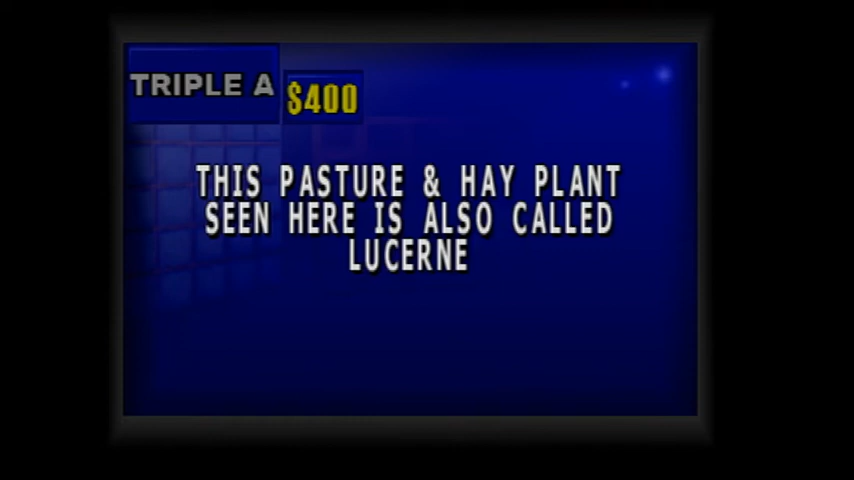 TRIPLE A
$400
THIS PASTURE & HAY PLANT
SEEN HERE IS ALSO CALLED
LUCERNE